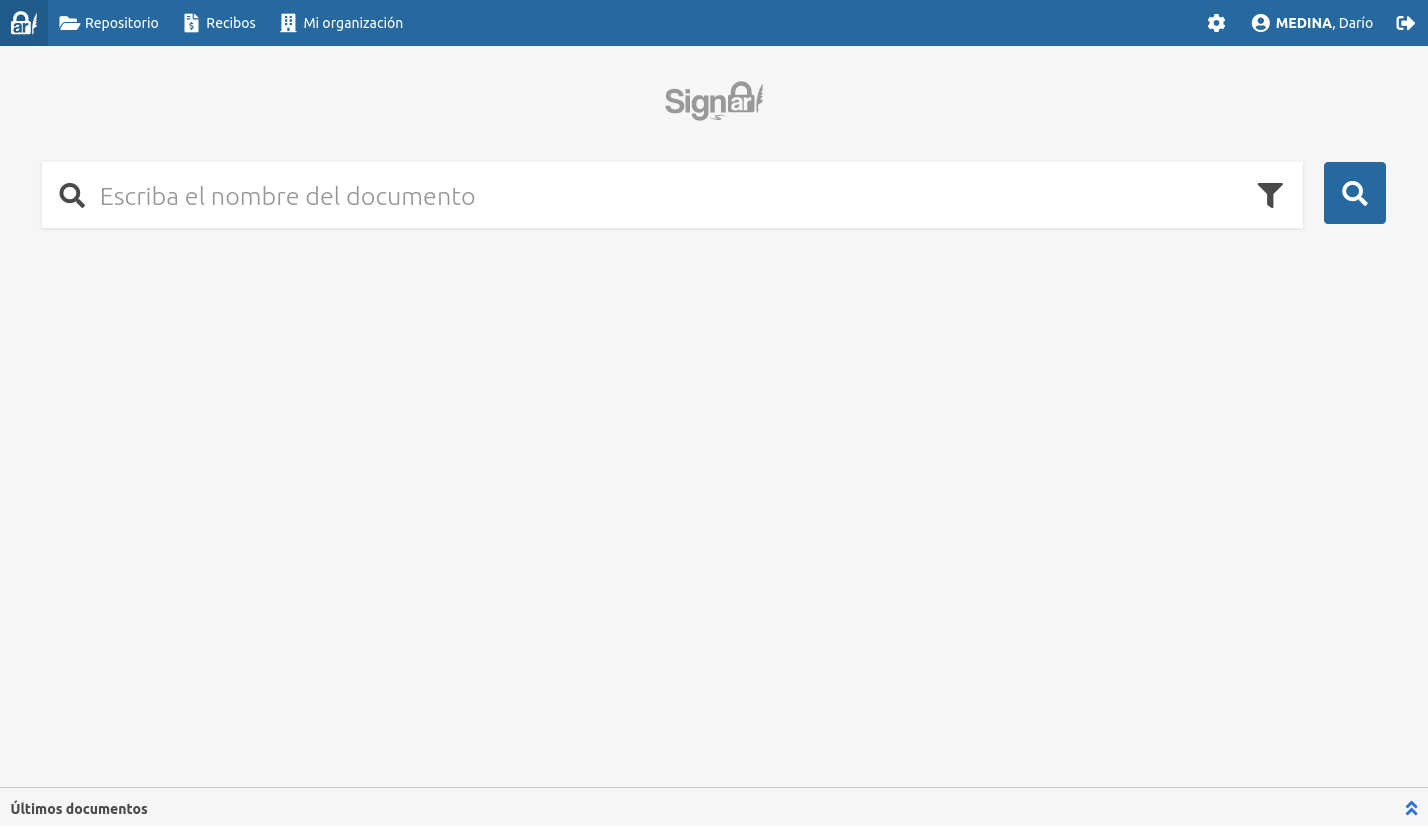 ar
Repositorio
Recibos
Mi organización
MEDINA, Darío
Signar
Escriba el nombre del documento
Últimos documentos